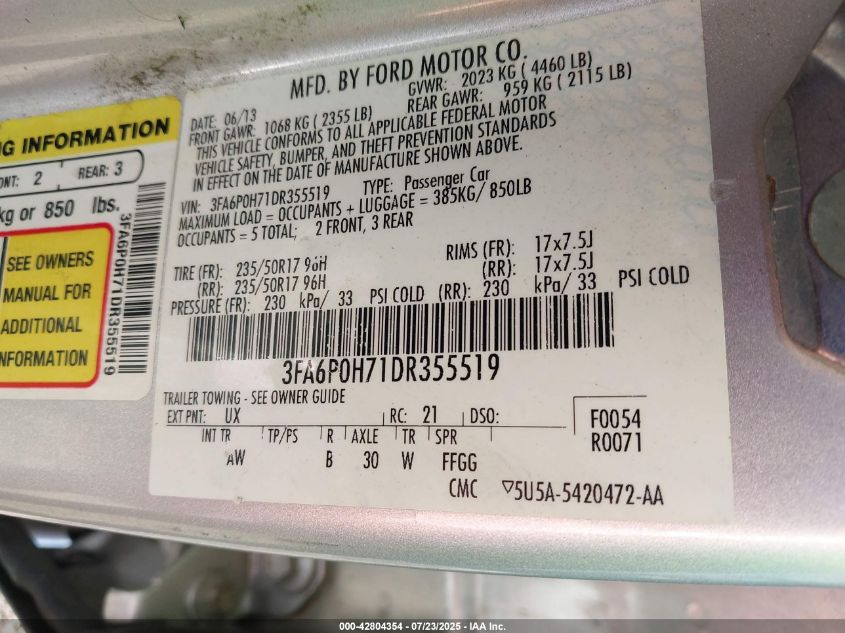 NG INFORMATION
ONT: 2 REAR: 3
kg or 850 lbs.
SEE OWNERS
MANUAL FOR
ADDITIONAL
INFORMATION
3FA6P0H71DR355519
MFD. BY FORD MOTOR CO.
DATE: 06/13 GVWR: 2023 KG ( 4460 LB)
FRONT GAWR: 1068 KG ( 2355 LB) REAR GAWR: 959 KG ( 2115 LB)
THIS VEHICLE CONFORMS TO ALL APPLICABLE FEDERAL MOTOR
VEHICLE SAFETY, BUMPER, AND THEFT PREVENTION STANDARDS
IN EFFECT ON THE DATE OF MANUFACTURE SHOWN ABOVE.
VIN: 3FA6P0H71DR355519 TYPE: Passenger Car
MAXIMUM LOAD = OCCUPANTS + LUGGAGE = 385KG/ 850LB
OCCUPANTS = 5 TOTAL; 2 FRONT, 3 REAR
TIRE (FR): 235/50R17 96H RIMS (FR): 17x7.5J
(RR): 235/50R17 96H (RR): 17x7.5J
PRESSURE (FR): 230 kPa/ 33 PSI COLD (RR): 230 kPa/ 33 PSI COLD
3FA6P0H71DR355519
TRAILER TOWING - SEE OWNER GUIDE
EXT PNT: UX RC: 21 DSO: F0054
INT TR TP/PS R AXLE TR SPR R0071
AW B 30 W FFGG
CMC ▽5U5A-5420472-AA
000-42804354 - 07/23/2025 - IAA Inc.